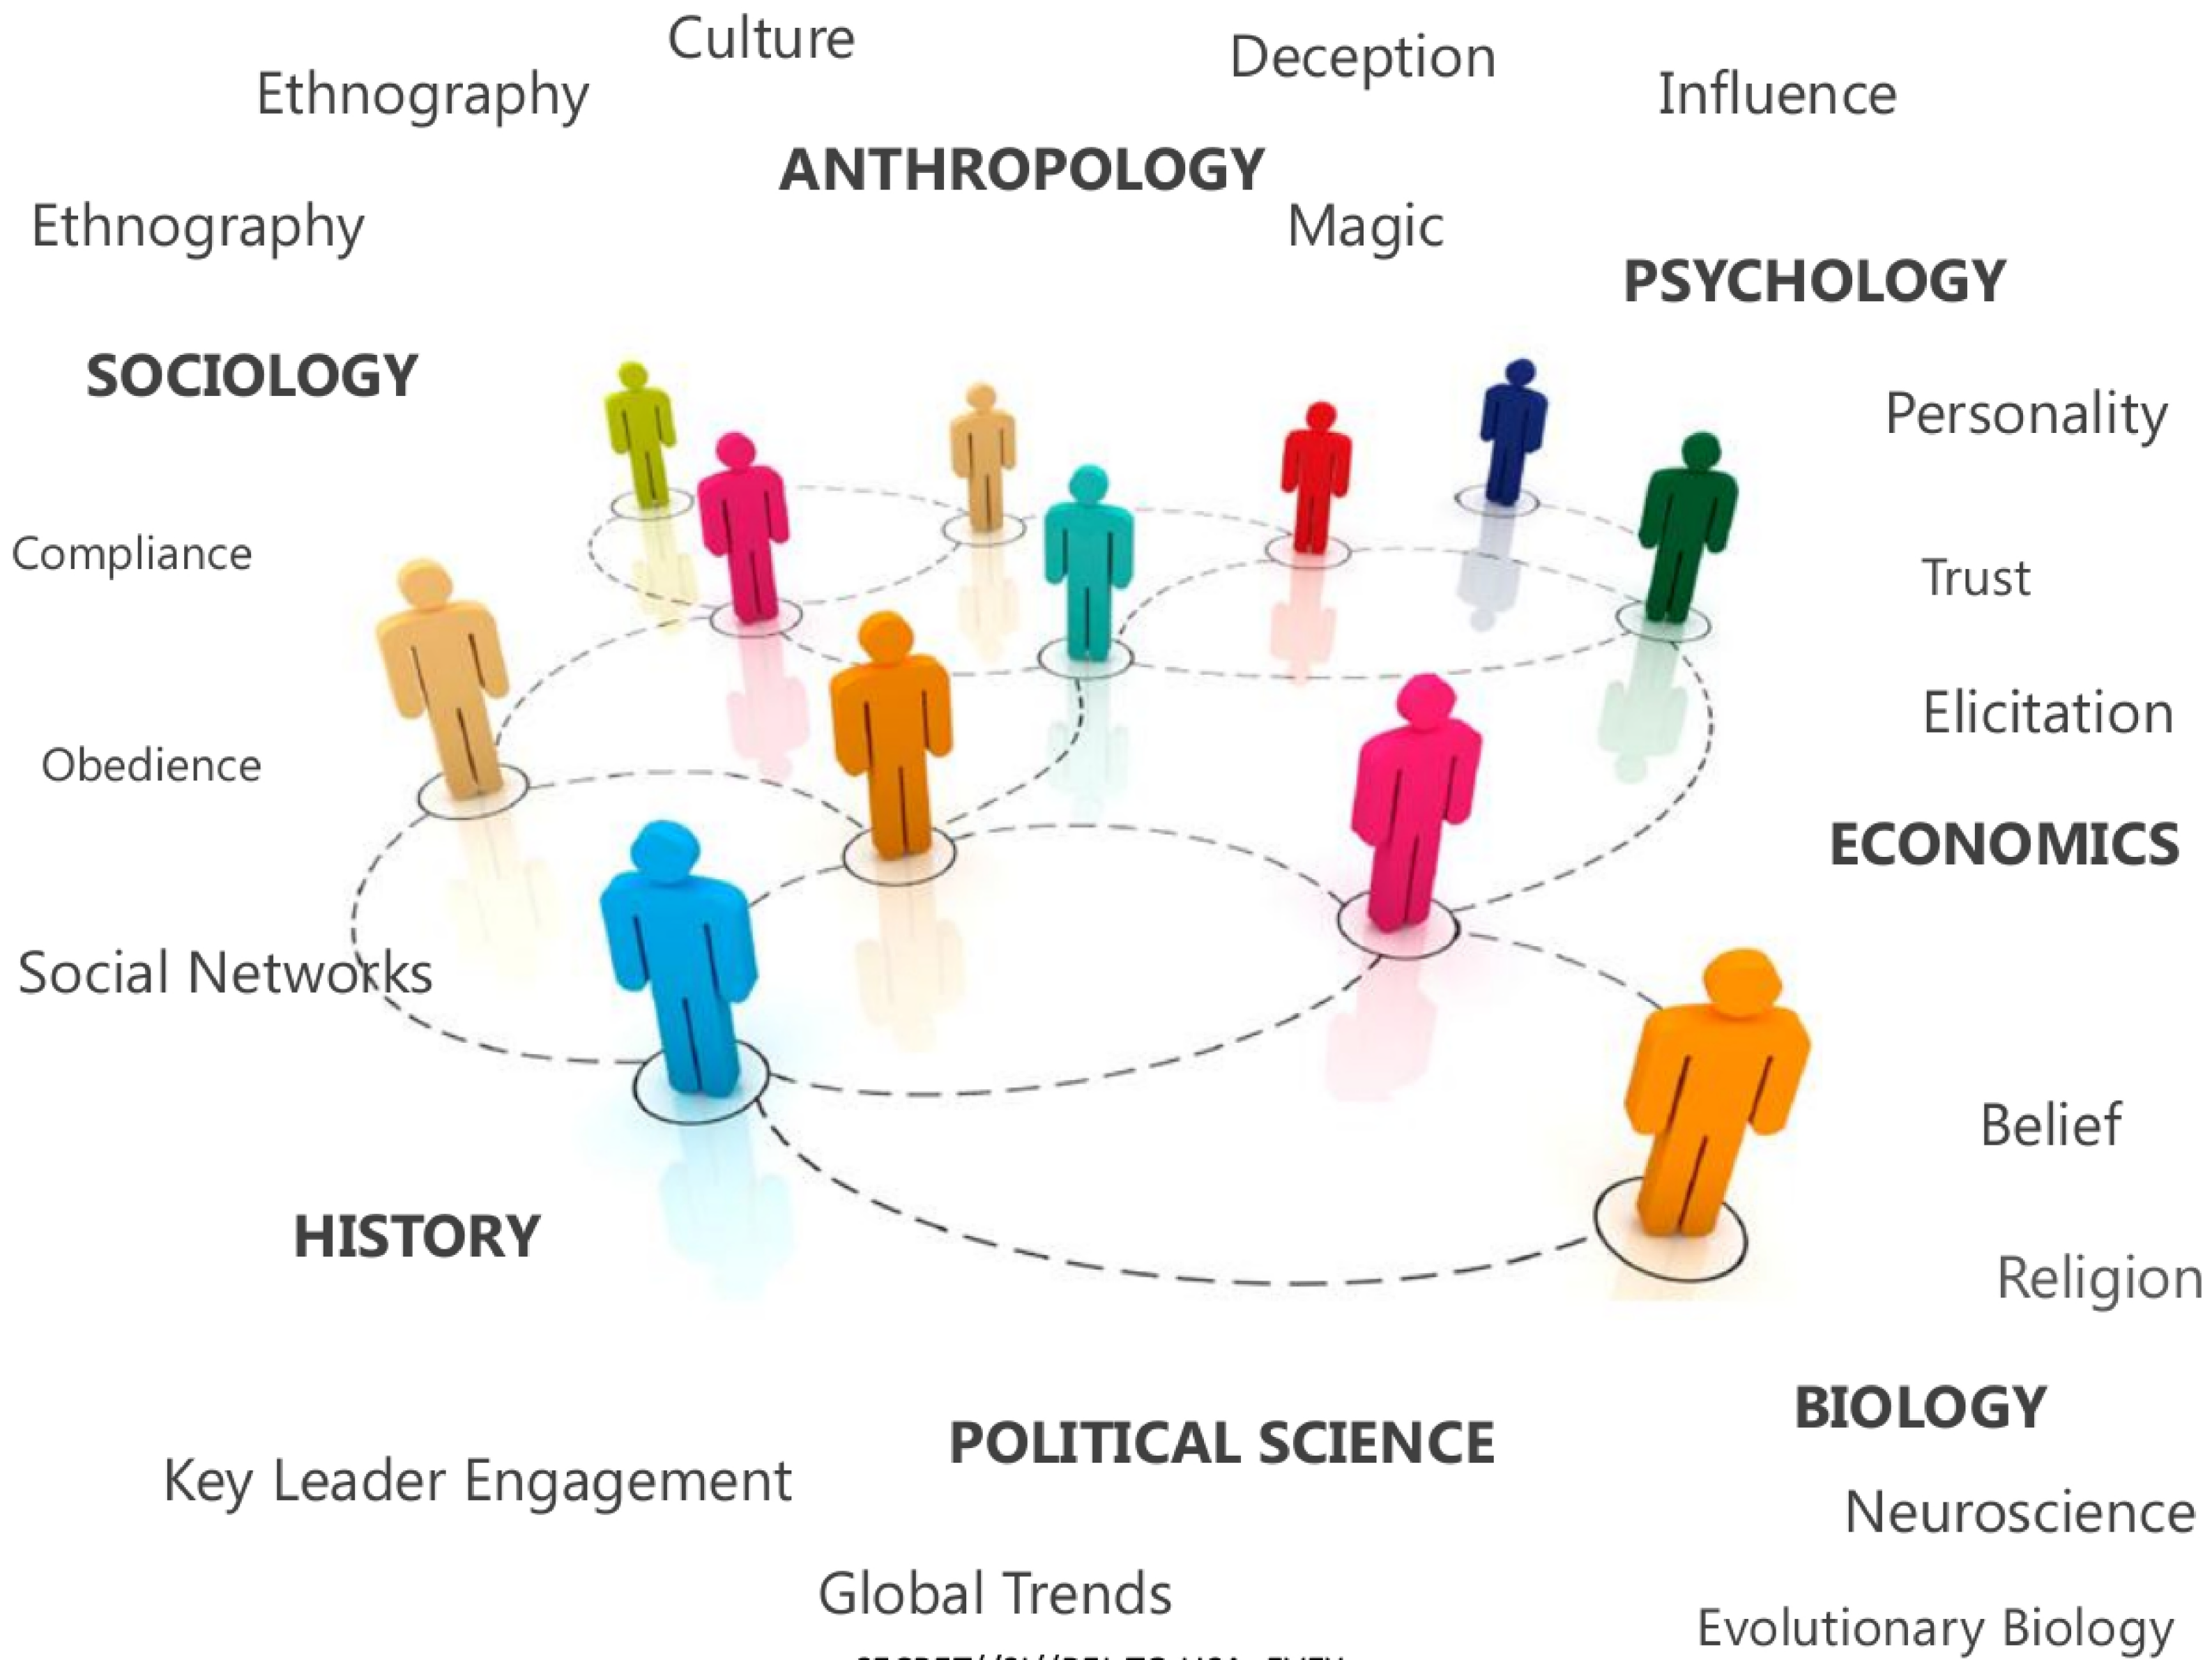 Culture
Deception
Ethnography
Influence
ANTHROPOLOGY
Ethnography
Magic
PSYCHOLOGY
SOCIOLOGY
Personality
Compliance
Trust
Elicitation
Obedience
ECONOMICS
Social Networks
Belief
HISTORY
Religion
BIOLOGY
POLITICAL SCIENCE
Key Leader Engagement
Neuroscience
Global Trends
Evolutionary Biology